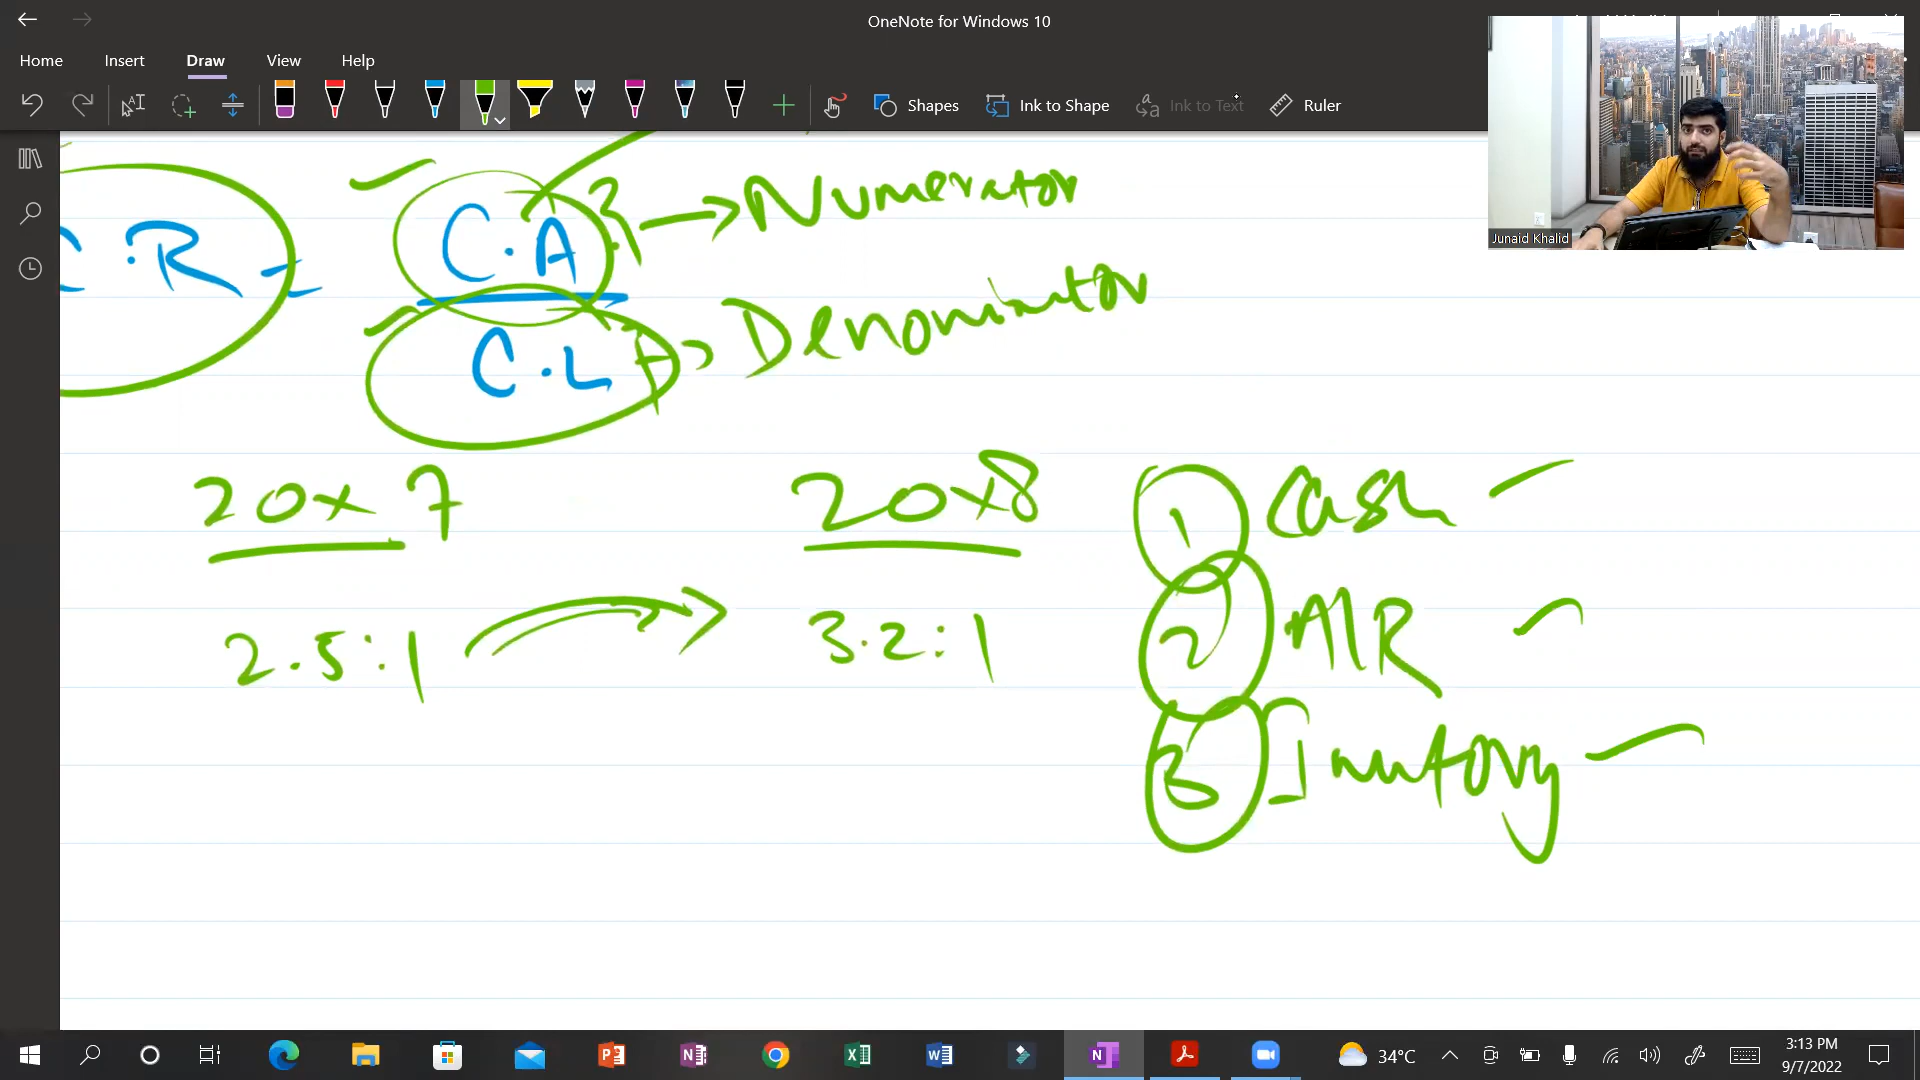 OneNote for Windows 10
Home Insert Draw View Help
Shapes Ink to Shape Ink to Text Ruler
Junaid Khalid
C.R = C.A → Numerator
C.L → Denominator
20x7 20x8
2.5:1 3.2:1
1 Cash
2 A/R
3 Inventory
34°C
3:13 PM
9/7/2022